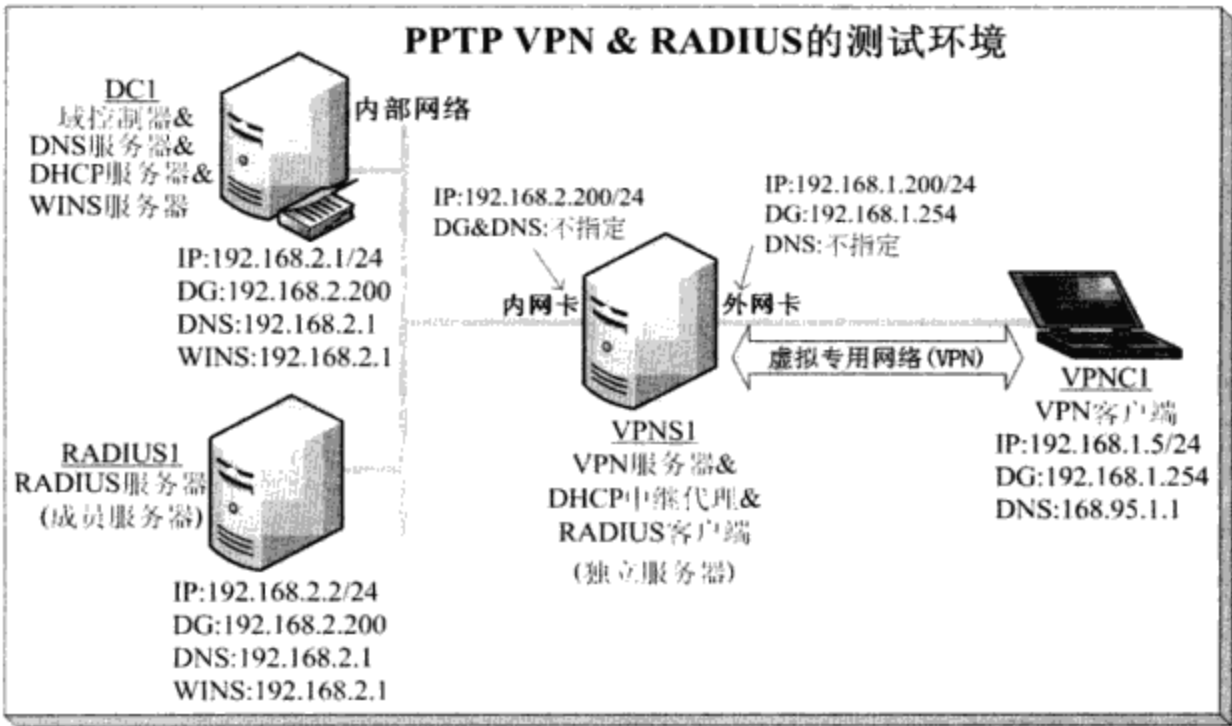 PPTP VPN & RADIUS的测试环境
DC1
域控制器&
DNS服务器&
DHCP服务器&
WINS服务器
内部网络
IP:192.168.2.1/24
DG:192.168.2.200
DNS:192.168.2.1
WINS:192.168.2.1
IP:192.168.2.200/24
DG&DNS:不指定
IP:192.168.1.200/24
DG:192.168.1.254
DNS:不指定
内网卡
外网卡
虚拟专用网络(VPN)
VPNS1
VPN服务器&
DHCP中继代理&
RADIUS客户端
(独立服务器)
VPNC1
VPN客户端
IP:192.168.1.5/24
DG:192.168.1.254
DNS:168.95.1.1
RADIUS1
RADIUS服务器
(成员服务器)
IP:192.168.2.2/24
DG:192.168.2.200
DNS:192.168.2.1
WINS:192.168.2.1